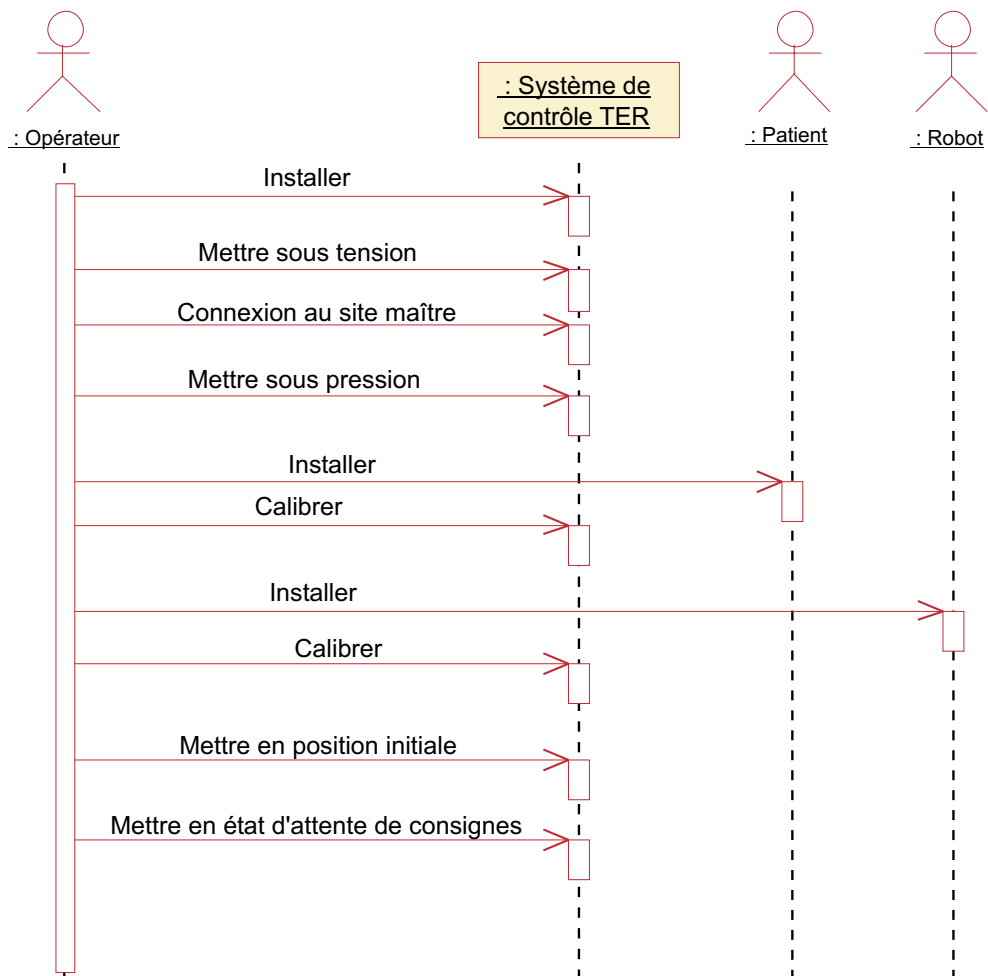 : Opérateur
: Système de
contrôle TER
: Patient
: Robot
Installer
Mettre sous tension
Connexion au site maître
Mettre sous pression
Installer
Calibrer
Installer
Calibrer
Mettre en position initiale
Mettre en état d'attente de consignes